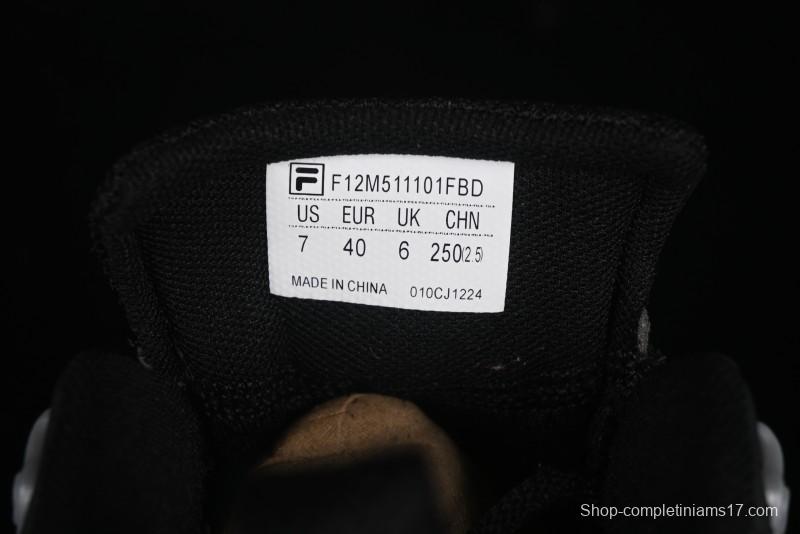 F F12M511101FBD
US EUR UK CHN
7 40 6 250(2.5)
MADE IN CHINA 010CJ1224
Shop-completiniams17.com